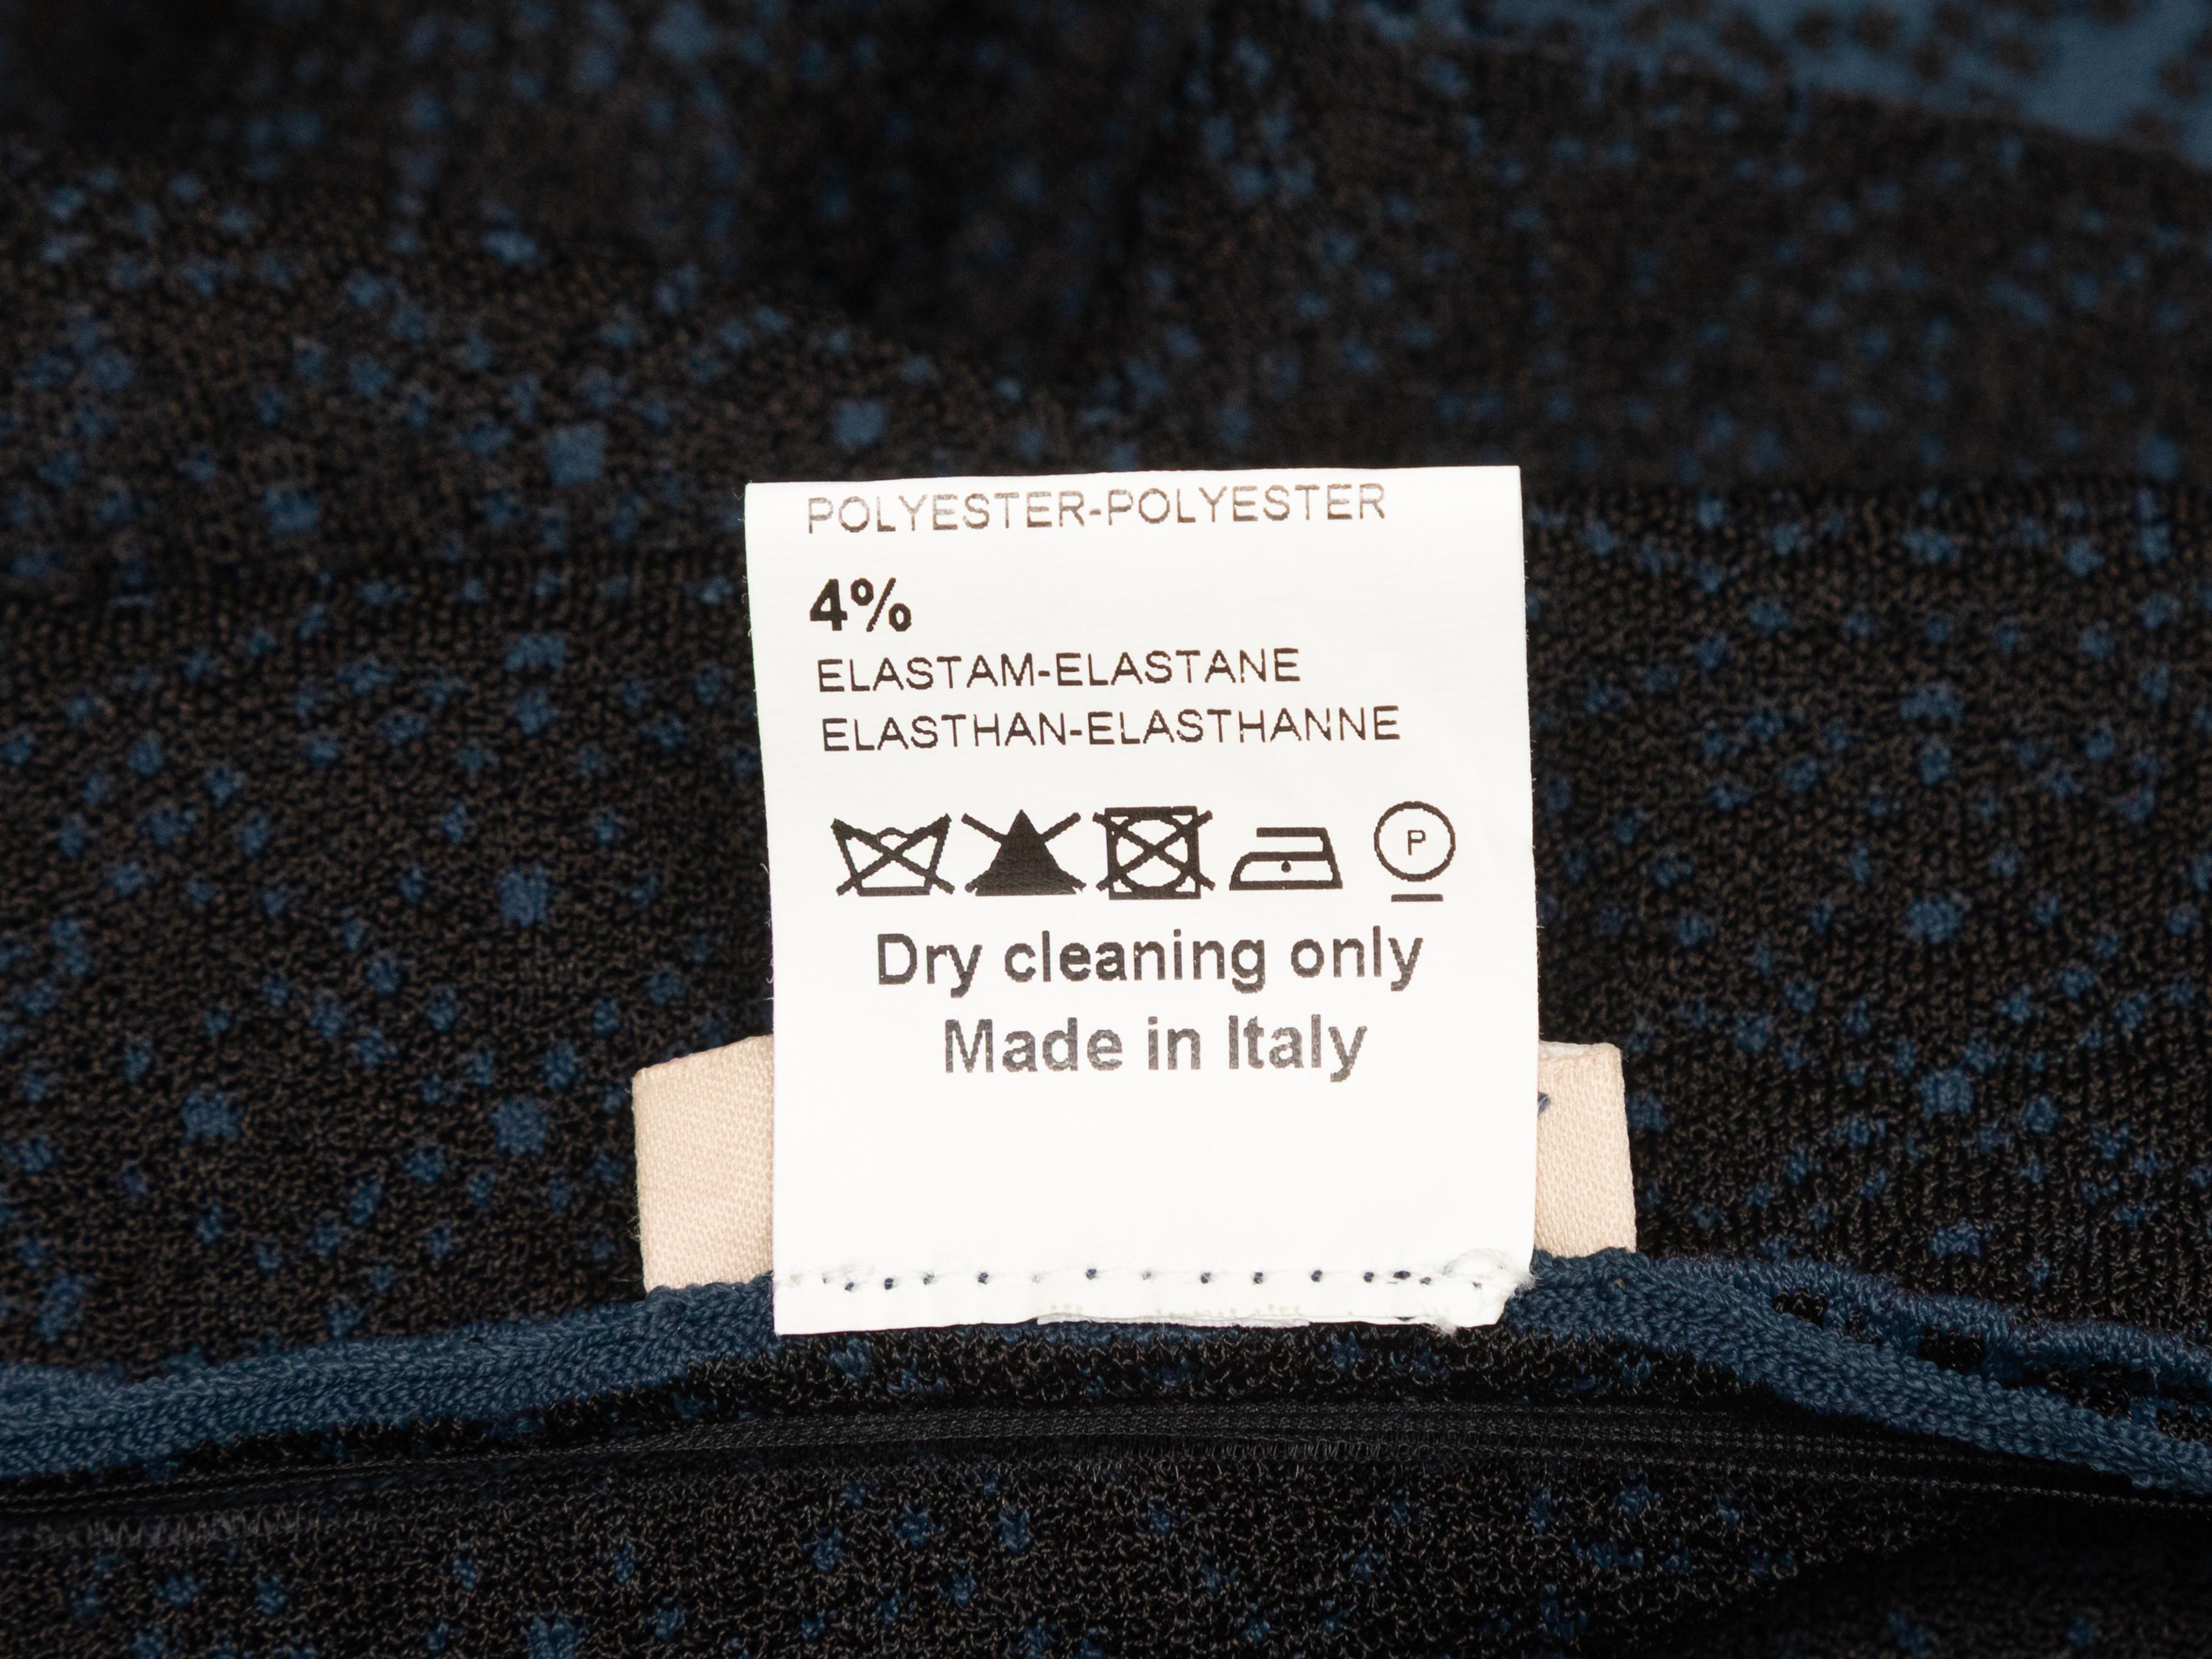 POLYESTER-POLYESTER
4%
ELASTAM-ELASTANE
ELASTHAN-ELASTHANNE
P
Dry cleaning only
Made in Italy